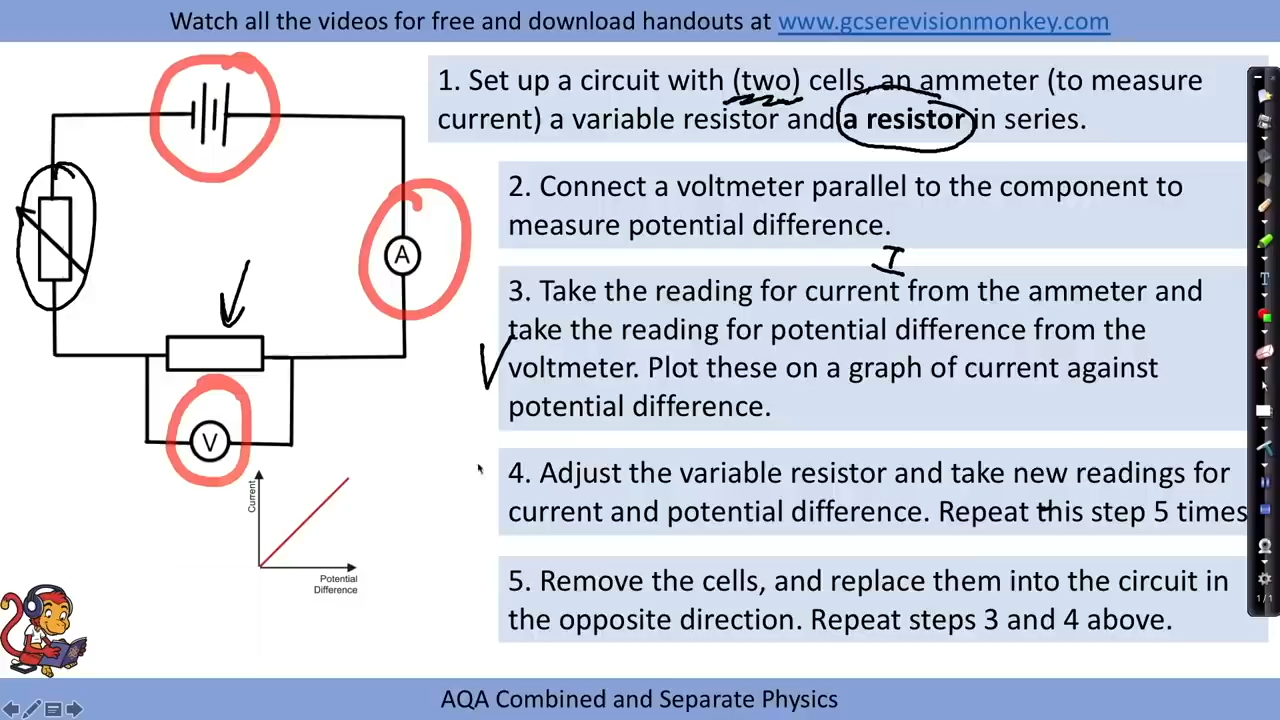 Watch all the videos for free and download handouts at www.gcserevisionmonkey.com
1. Set up a circuit with (two) cells, an ammeter (to measure
current) a variable resistor and a resistor in series.
2. Connect a voltmeter parallel to the component to
measure potential difference.
I
3. Take the reading for current from the ammeter and
take the reading for potential difference from the
voltmeter. Plot these on a graph of current against
potential difference.
V
4. Adjust the variable resistor and take new readings for
current and potential difference. Repeat this step 5 times
5. Remove the cells, and replace them into the circuit in
the opposite direction. Repeat steps 3 and 4 above.
A
V
Current
Potential
Difference
1/1
AQA Combined and Separate Physics